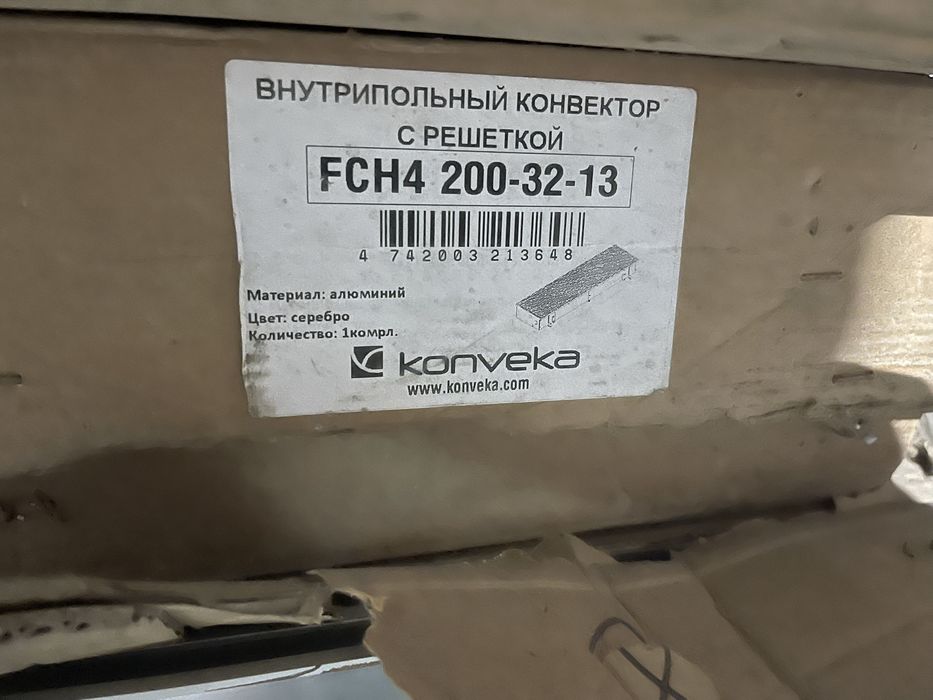 ВНУТРИПОЛЬНЫЙ КОНВЕКТОР
С РЕШЕТКОЙ
FCH4 200-32-13
4 742003 213648
Материал: алюминий
Цвет: серебро
Количество: 1комрл.
konveka
www.konveka.com